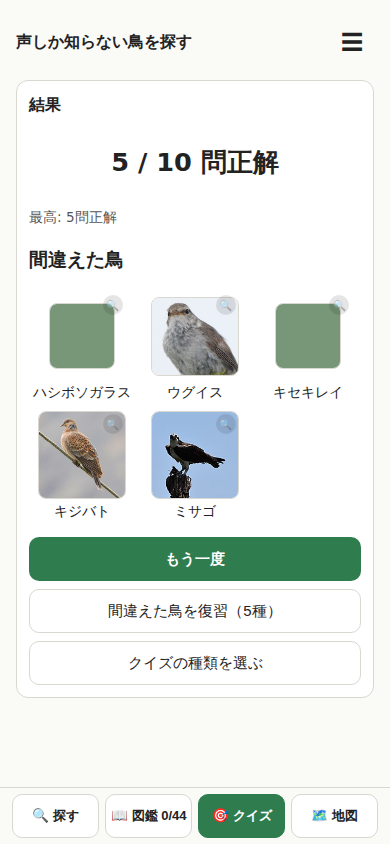 声しか知らない鳥を探す
結果
5 / 10 問正解
最高: 5問正解
間違えた鳥
ハシボソガラス
ウグイス
キセキレイ
キジバト
ミサゴ
もう一度
間違えた鳥を復習（5種）
クイズの種類を選ぶ
探す
図鑑 0/44
クイズ
地図